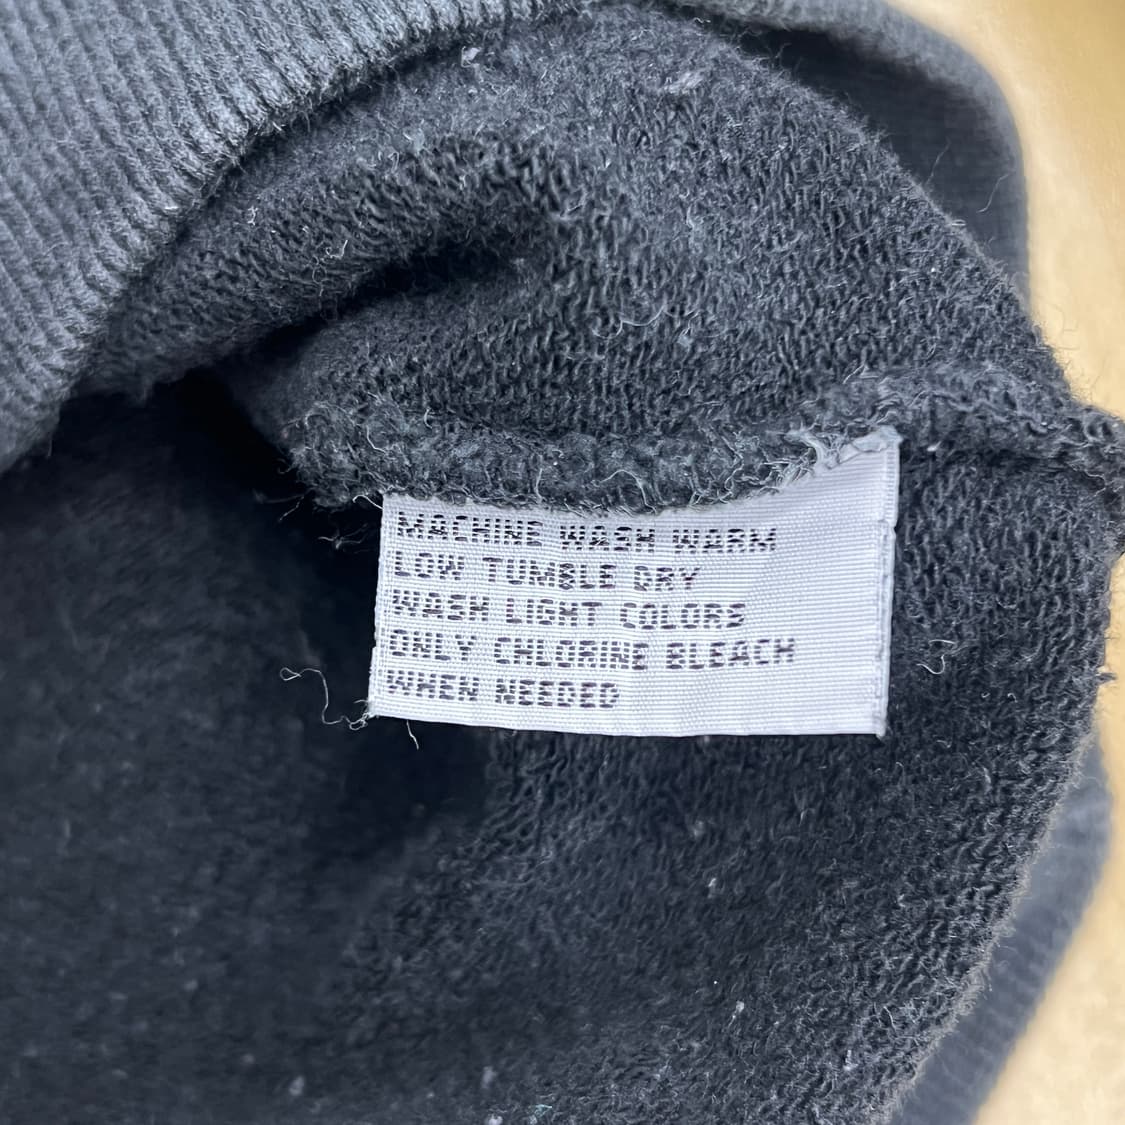 MACHINE WASH WARM
LOW TUMBLE DRY
WASH LIGHT COLORS
ONLY CHLORINE BLEACH
WHEN NEEDED